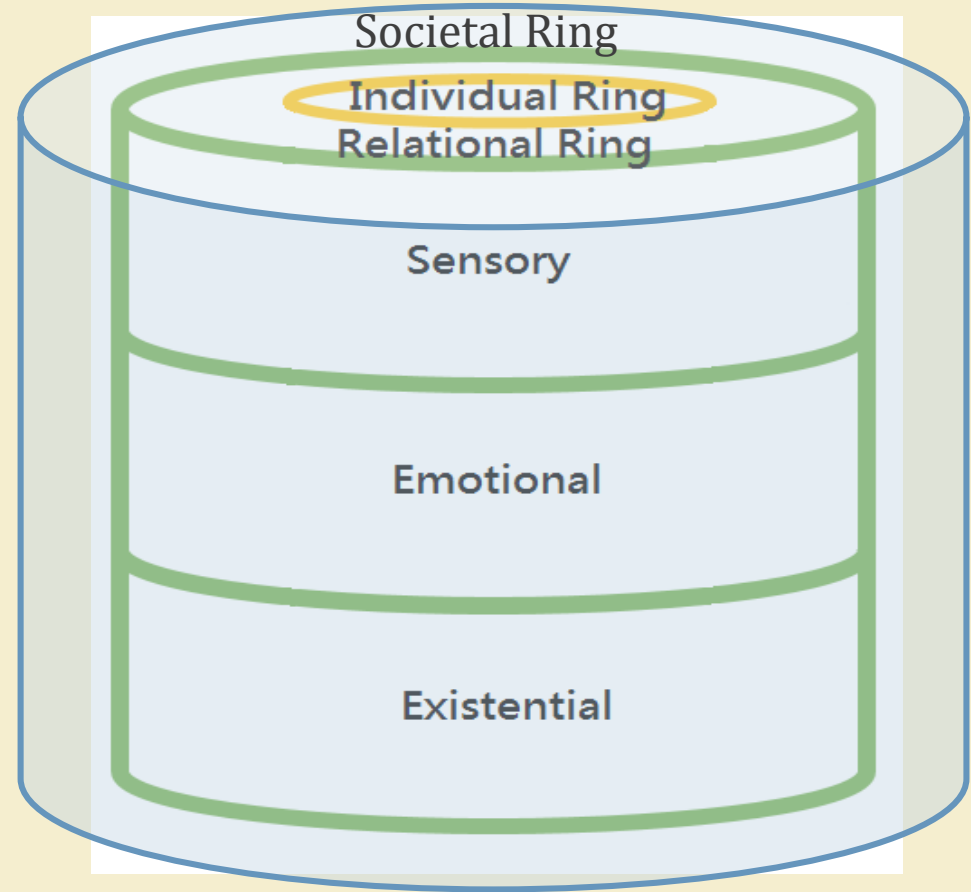 Societal Ring
Individual Ring
Relational Ring
Sensory
Emotional
Existential